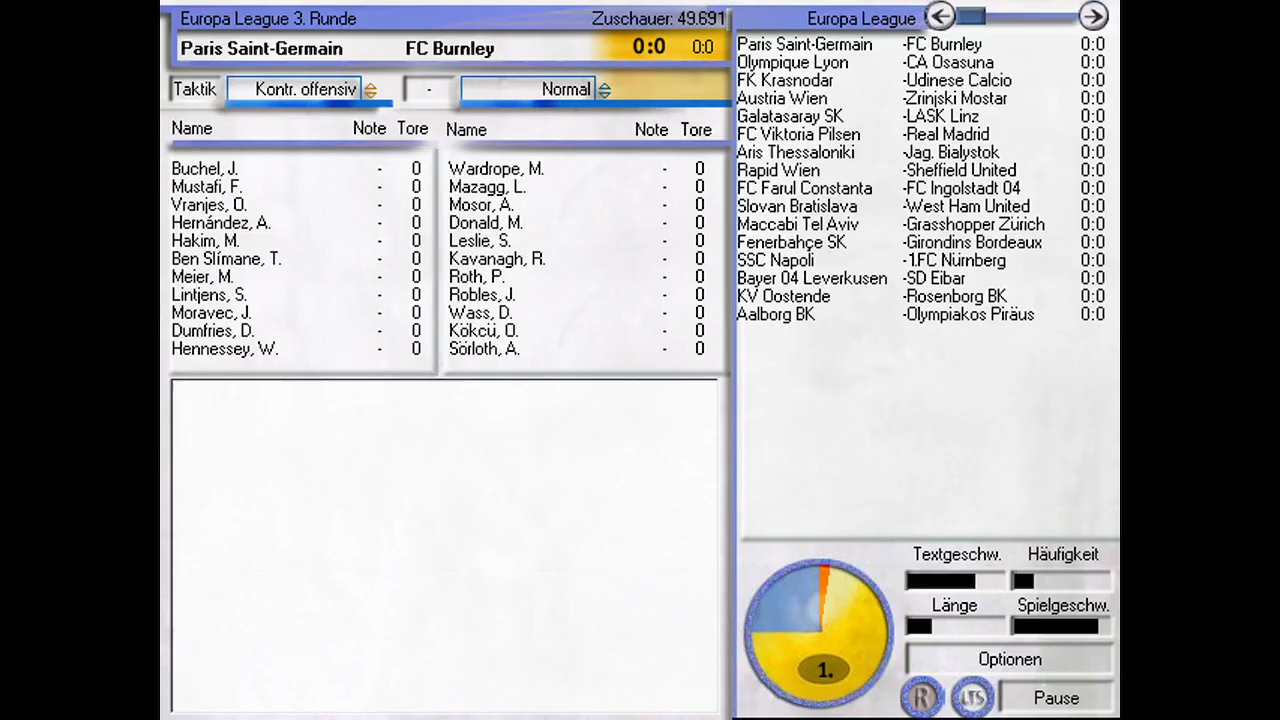 Europa League 3. Runde Zuschauer: 49.691
Paris Saint-Germain FC Burnley 0:0 0:0
Taktik Kontr. offensiv - Normal
Name Note Tore Name Note Tore
Buchel, J. - 0 Wardrope, M. - 0
Mustafi, F. - 0 Mazagg, L. - 0
Vranjes, O. - 0 Mosor, A. - 0
Hernández, A. - 0 Donald, M. - 0
Hakim, M. - 0 Leslie, S. - 0
Ben Slímane, T. - 0 Kavanagh, R. - 0
Meier, M. - 0 Roth, P. - 0
Lintjens, S. - 0 Robles, J. - 0
Moravec, J. - 0 Wass, D. - 0
Dumfries, D. - 0 Kökcü, O. - 0
Hennessey, W. - 0 Sörloth, A. - 0
Europa League
Paris Saint-Germain -FC Burnley 0:0
Olympique Lyon -CA Osasuna 0:0
FK Krasnodar -Udinese Calcio 0:0
Austria Wien -Zrinjski Mostar 0:0
Galatasaray SK -LASK Linz 0:0
FC Viktoria Pilsen -Real Madrid 0:0
Aris Thessaloniki -Jag. Bialystok 0:0
Rapid Wien -Sheffield United 0:0
FC Farul Constanta -FC Ingolstadt 04 0:0
Slovan Bratislava -West Ham United 0:0
Maccabi Tel Aviv -Grasshopper Zürich 0:0
Fenerbahçe SK -Girondins Bordeaux 0:0
SSC Napoli -1.FC Nürnberg 0:0
Bayer 04 Leverkusen -SD Eibar 0:0
KV Oostende -Rosenborg BK 0:0
Aalborg BK -Olympiakos Piräus 0:0
Textgeschw. Häufigkeit
Länge Spielgeschw.
1.
Optionen
R LTS Pause